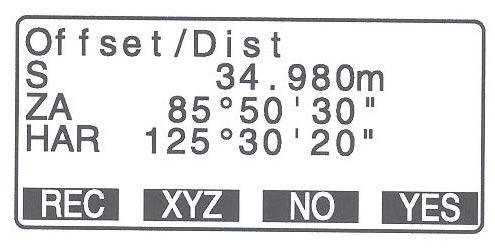 Offset/Dist
S 34.980m
ZA 85°50'30"
HAR 125°30'20"
REC XYZ NO YES